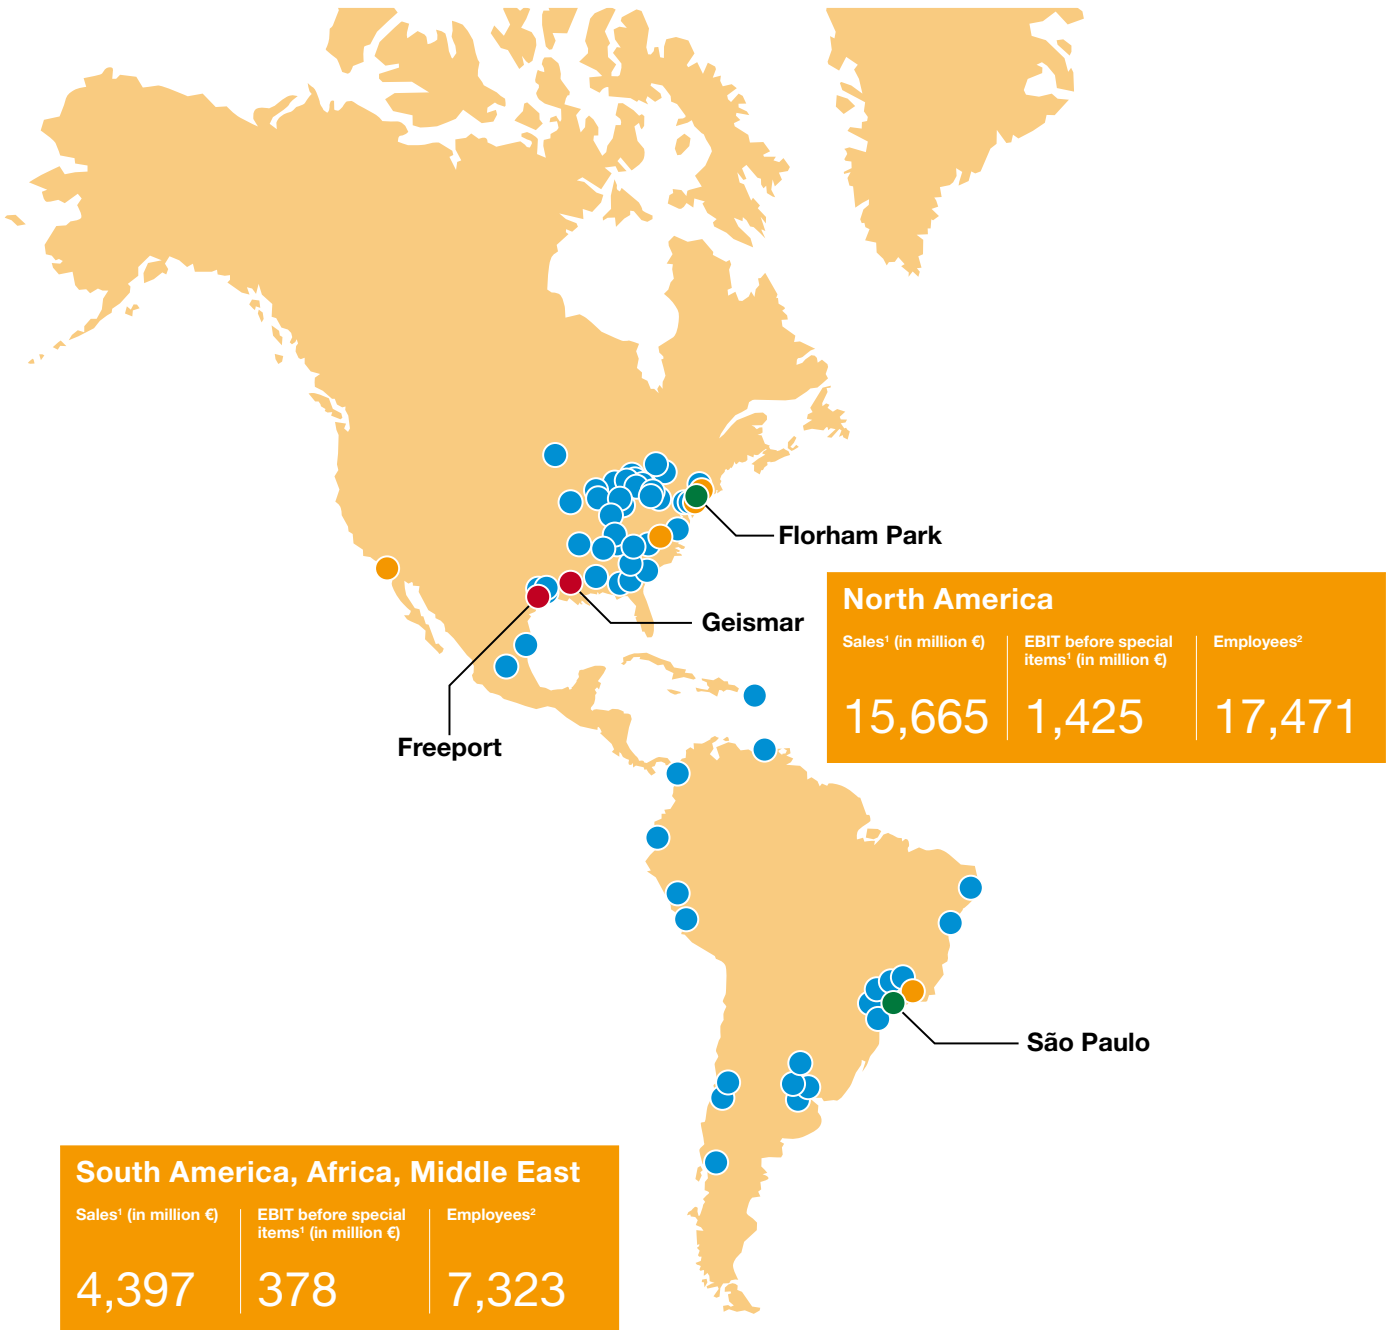 Florham Park
Geismar
Freeport
North America
Sales¹ (in million €)
EBIT before special
items¹ (in million €)
Employees²
15,665
1,425
17,471
São Paulo
South America, Africa, Middle East
Sales¹ (in million €)
EBIT before special
items¹ (in million €)
Employees²
4,397
378
7,323